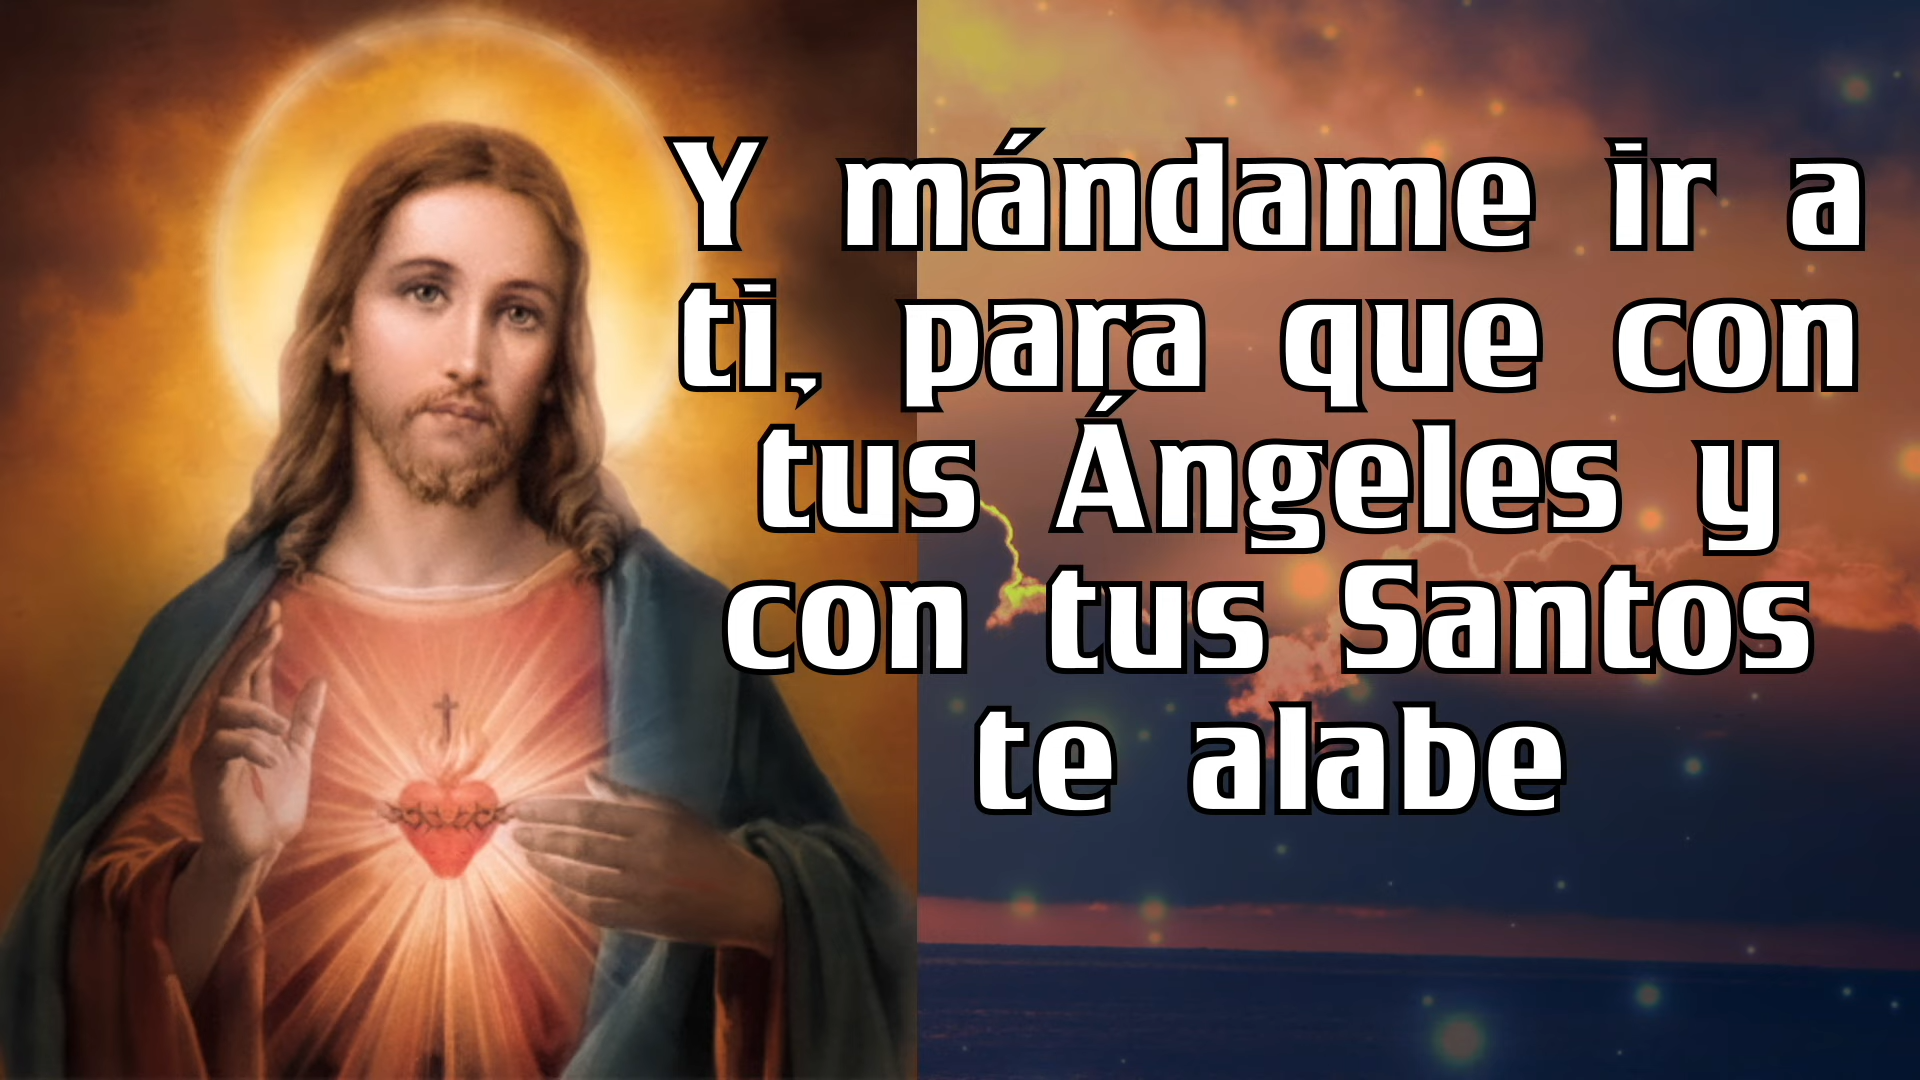 Y mándame ir a
ti, para que con
tus Ángeles y
con tus Santos
te alabe